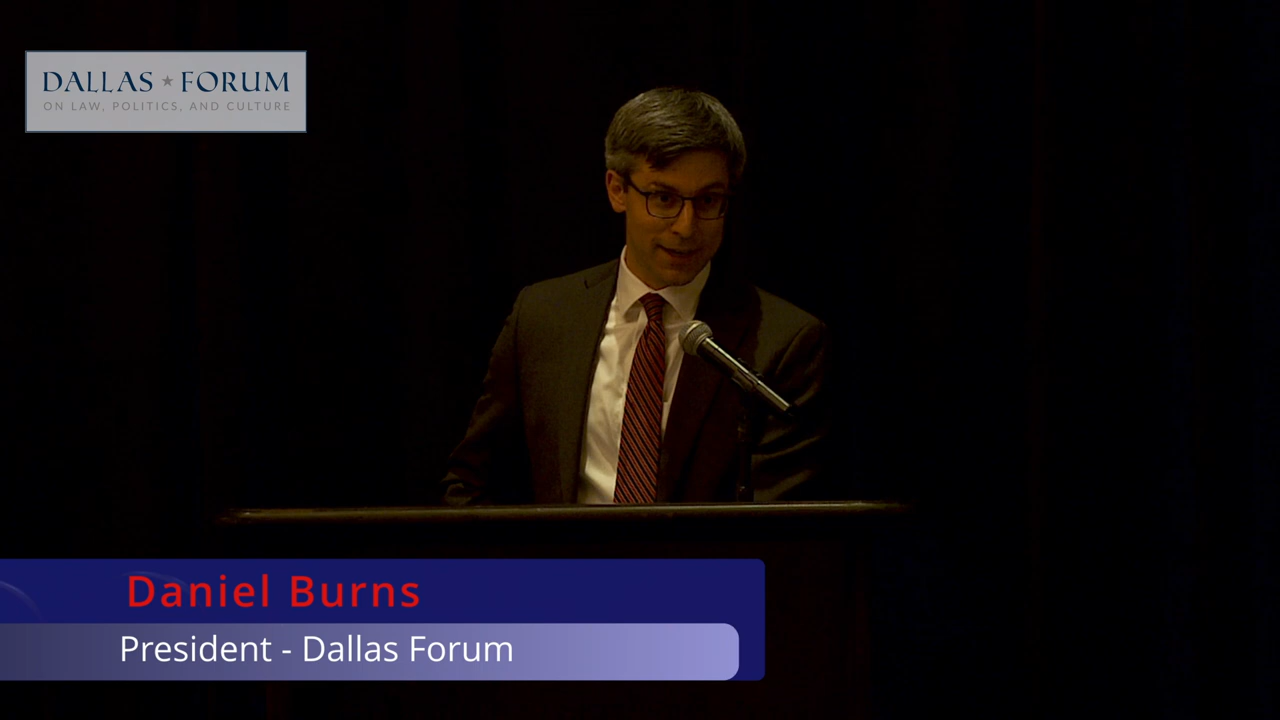 DALLAS ★ FORUM
ON LAW, POLITICS, AND CULTURE
Daniel Burns
President - Dallas Forum